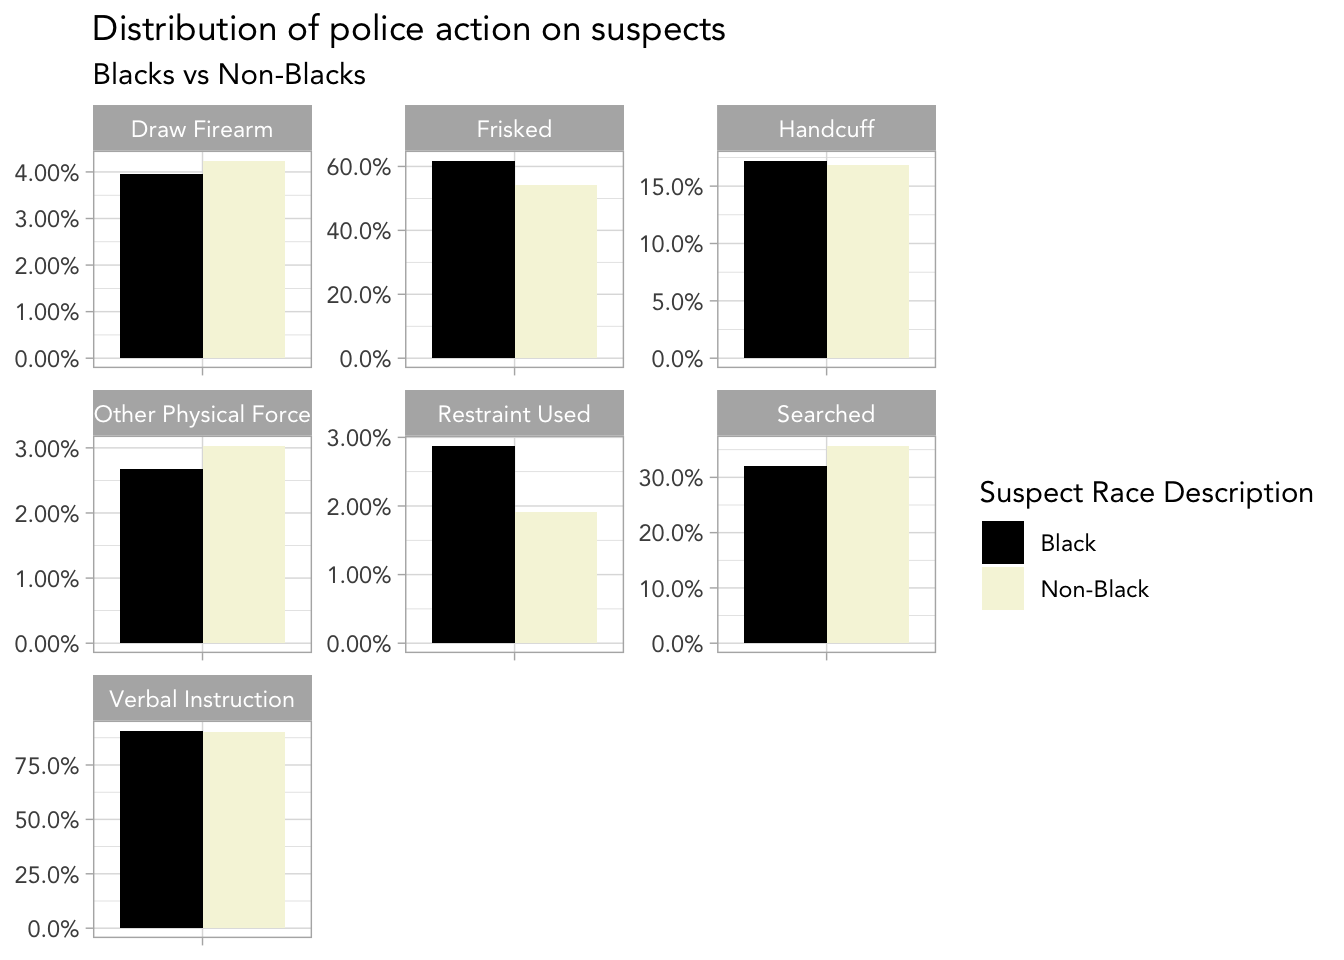 Distribution of police action on suspects
Blacks vs Non-Blacks
Draw Firearm
4.00%
3.00%
2.00%
1.00%
0.00%
Frisked
60.0%
40.0%
20.0%
0.0%
Handcuff
15.0%
10.0%
5.0%
0.0%
Other Physical Force
3.00%
2.00%
1.00%
0.00%
Restraint Used
3.00%
2.00%
1.00%
0.00%
Searched
30.0%
20.0%
10.0%
0.0%
Verbal Instruction
75.0%
50.0%
25.0%
0.0%
Suspect Race Description
Black
Non-Black